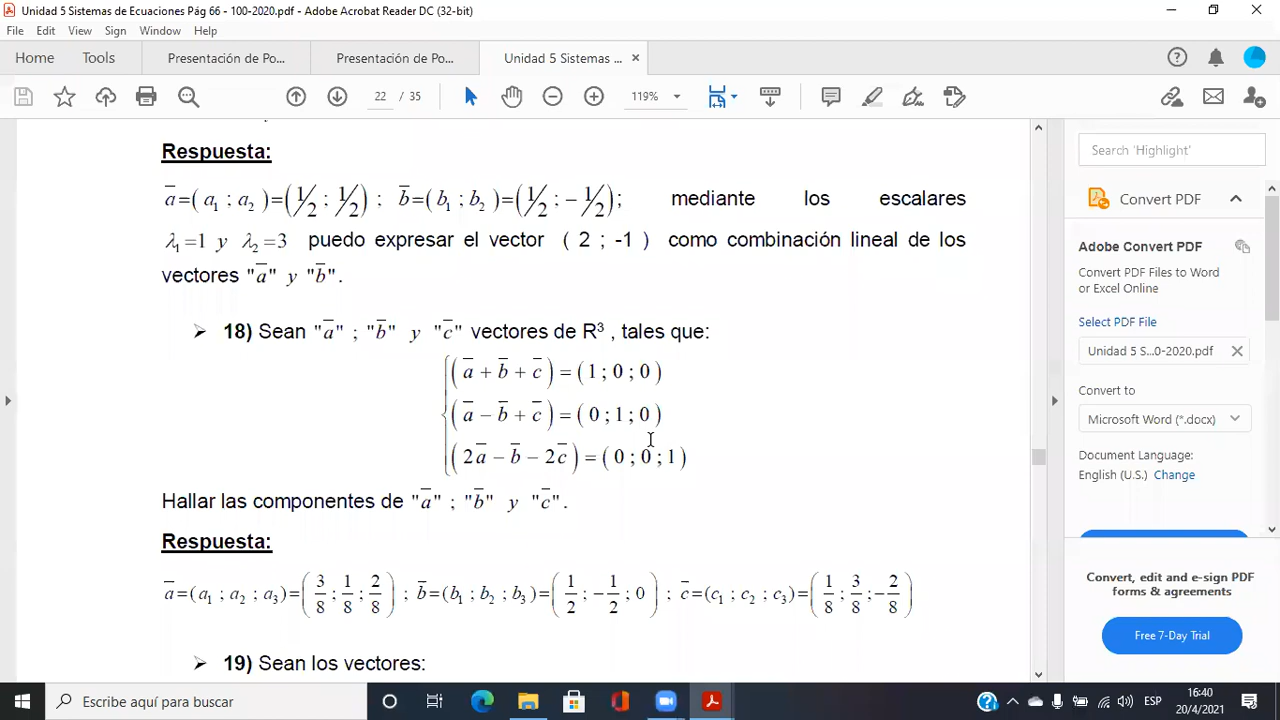 Unidad 5 Sistemas de Ecuaciones Pág 66 - 100-2020.pdf - Adobe Acrobat Reader DC (32-bit)
File Edit View Sign Window Help
Home Tools Presentación de Po... Presentación de Po... Unidad 5 Sistemas ... ×
22 / 35 119%
Respuesta:
a̅=( a₁ ; a₂ )=(1/2 ; 1/2) ; b̅=( b₁ ; b₂ )=(1/2 ; − 1/2); mediante los escalares
λ₁=1 y λ₂=3 puedo expresar el vector ( 2 ; -1 ) como combinación lineal de los
vectores "a̅" y "b̅".
➢ 18) Sean "a̅" ; "b̅" y "c̅" vectores de R³ , tales que:
( a̅ + b̅ + c̅ ) = ( 1 ; 0 ; 0 )
( a̅ − b̅ + c̅ ) = ( 0 ; 1 ; 0 )
( 2a̅ − b̅ − 2c̅ ) = ( 0 ; 0 ; 1 )
Hallar las componentes de "a̅" ; "b̅" y "c̅".
Respuesta:
a̅=(a₁ ; a₂ ; a₃)=(3/8 ; 1/8 ; 2/8) ; b̅=(b₁ ; b₂ ; b₃)=(1/2 ; −1/2 ; 0) ; c̅=(c₁ ; c₂ ; c₃)=(1/8 ; 3/8 ; −2/8)
➢ 19) Sean los vectores:
Search 'Highlight'
Convert PDF
Adobe Convert PDF
Convert PDF Files to Word
or Excel Online
Select PDF File
Unidad 5 S...0-2020.pdf ×
Convert to
Microsoft Word (*.docx)
Document Language:
English (U.S.) Change
Convert, edit and e-sign PDF
forms & agreements
Free 7-Day Trial
Escribe aquí para buscar
ESP
16:40
20/4/2021